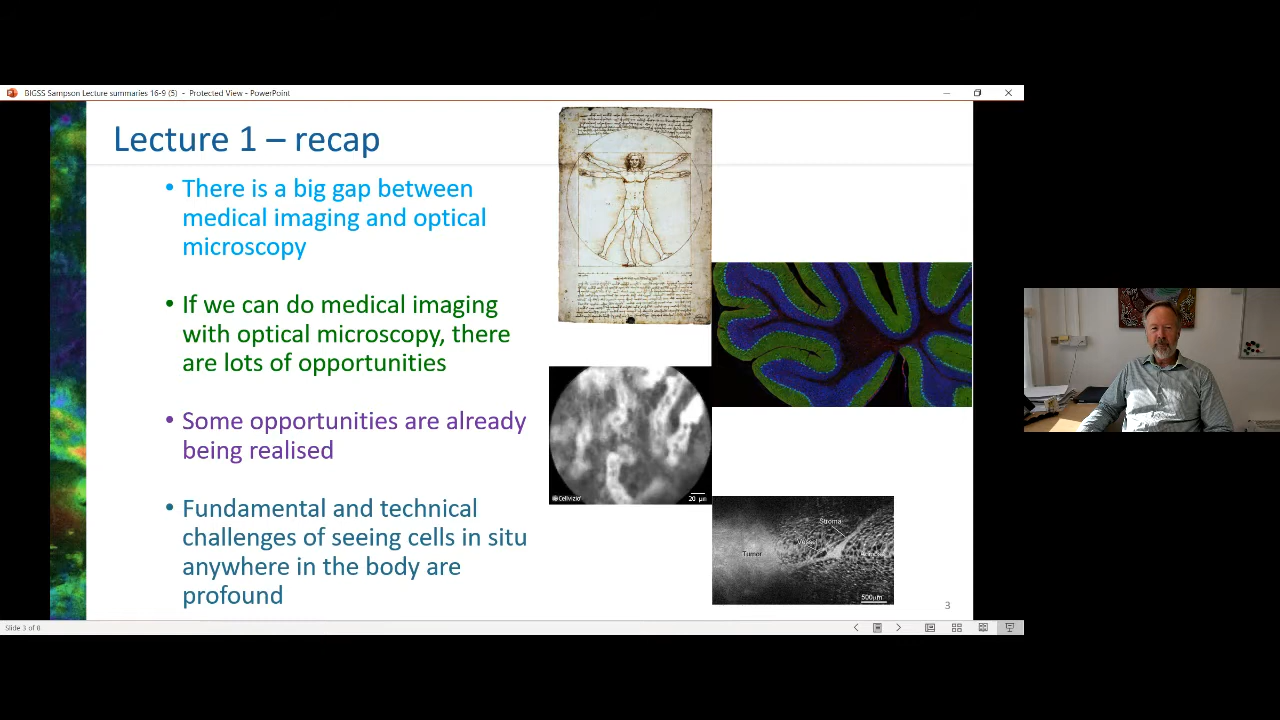 BIGSS Sampson Lecture summaries 16-9 (5) - Protected View - PowerPoint
Lecture 1 – recap
• There is a big gap between
medical imaging and optical
microscopy
• If we can do medical imaging
with optical microscopy, there
are lots of opportunities
• Some opportunities are already
being realised
• Fundamental and technical
challenges of seeing cells in situ
anywhere in the body are
profound
Cellvizio
20 µm
Stroma
Tumor
500µm
3
Slide 3 of 8